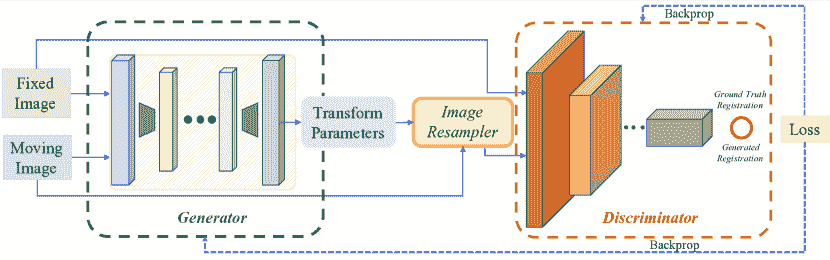 Backprop
Fixed
Image
Moving
Image
Generator
Transform
Parameters
Image
Resampler
Ground Truth
Registration
Generated
Registration
Discriminator
Loss
Backprop